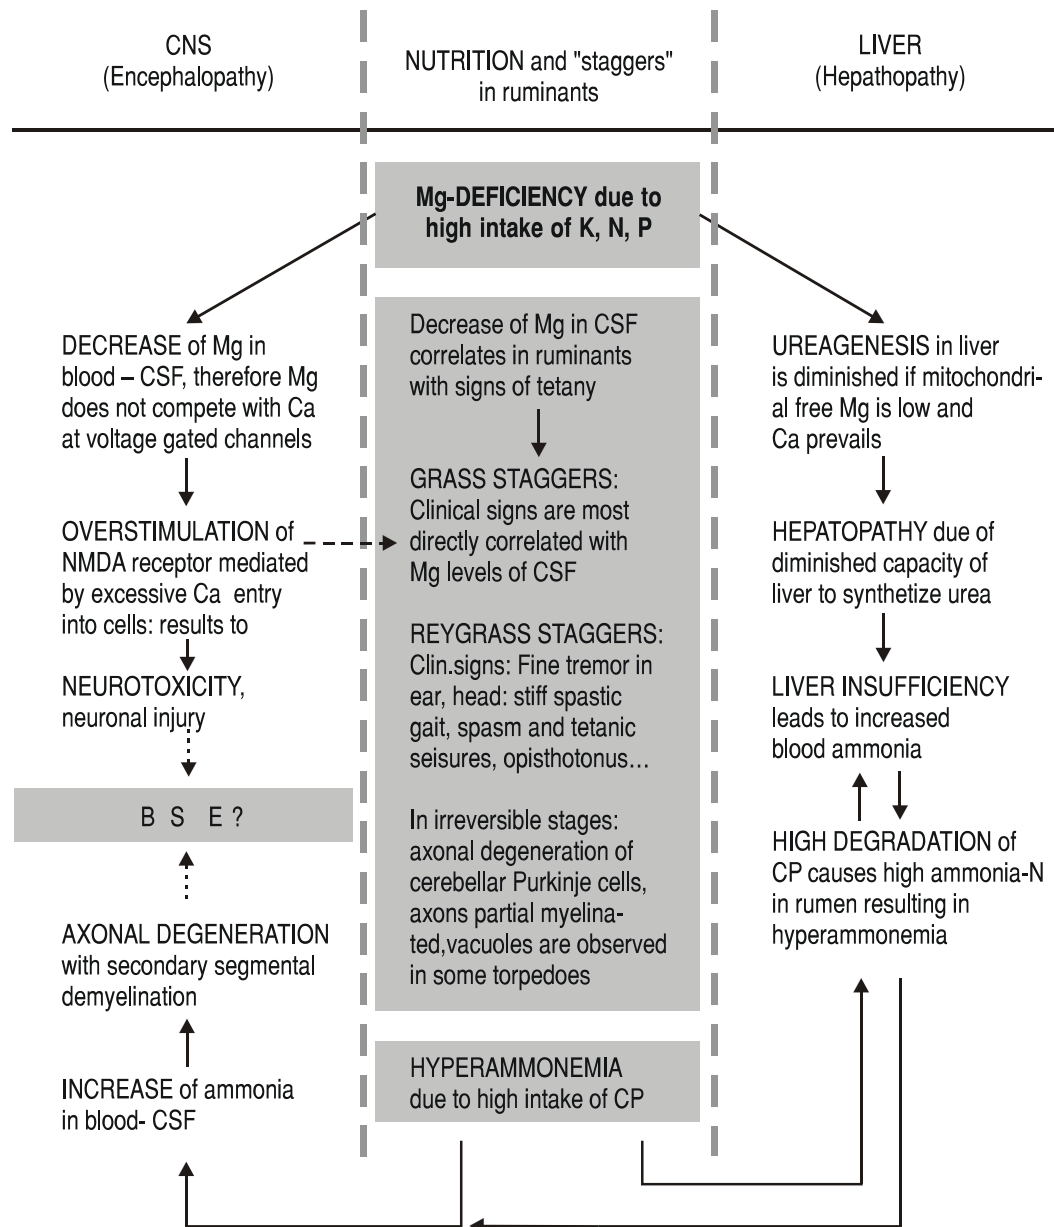 CNS
(Encephalopathy)
NUTRITION and "staggers"
in ruminants
LIVER
(Hepathopathy)
Mg-DEFICIENCY due to
high intake of K, N, P
DECREASE of Mg in
blood – CSF, therefore Mg
does not compete with Ca
at voltage gated channels
OVERSTIMULATION of
NMDA receptor mediated
by excessive Ca entry
into cells: results to
NEUROTOXICITY,
neuronal injury
B S E ?
AXONAL DEGENERATION
with secondary segmental
demyelination
INCREASE of ammonia
in blood- CSF
Decrease of Mg in CSF
correlates in ruminants
with signs of tetany
GRASS STAGGERS:
Clinical signs are most
directly correlated with
Mg levels of CSF
REYGRASS STAGGERS:
Clin.signs: Fine tremor in
ear, head: stiff spastic
gait, spasm and tetanic
seisures, opisthotonus...
In irreversible stages:
axonal degeneration of
cerebellar Purkinje cells,
axons partial myelina-
ted,vacuoles are observed
in some torpedoes
HYPERAMMONEMIA
due to high intake of CP
UREAGENESIS in liver
is diminished if mitochondri-
al free Mg is low and
Ca prevails
HEPATOPATHY due of
diminished capacity of
liver to synthetize urea
LIVER INSUFFICIENCY
leads to increased
blood ammonia
HIGH DEGRADATION of
CP causes high ammonia-N
in rumen resulting in
hyperammonemia